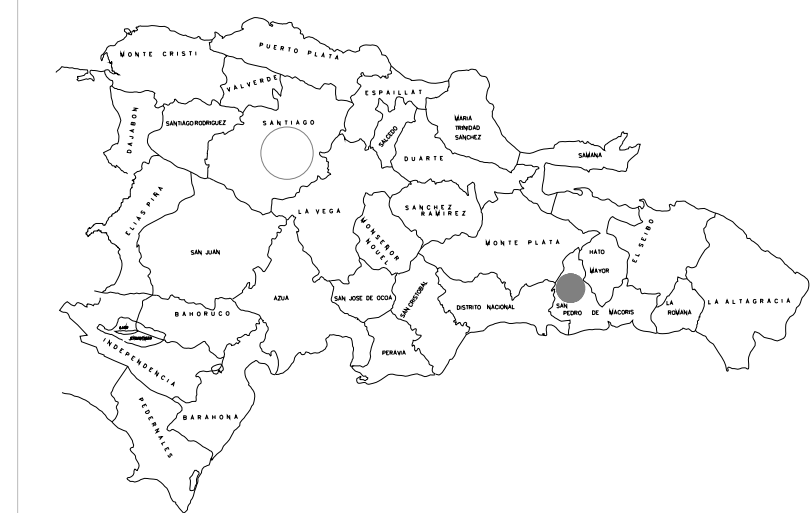 PUERTO PLATA
MONTE CRISTI
VALVERDE
ESPAILLAT
DAJABON
SANTIAGO RODRIGUEZ
SANTIAGO
SALCEDO
MARIA
TRINIDAD
SANCHEZ
DUARTE
SAMANA
ELIAS PIÑA
LA VEGA
SANCHEZ
RAMIREZ
MONSEÑOR
NOUEL
MONTE PLATA
EL SEIBO
HATO
MAYOR
SAN JUAN
AZUA
SAN JOSE DE OCOA
SAN CRISTOBAL
DISTRITO NACIONAL
SAN
PEDRO DE MACORIS
LA
ROMANA
LA ALTAGRACIA
BAHORUCO
INDEPENDENCIA
PERAVIA
PEDERNALES
BARAHONA